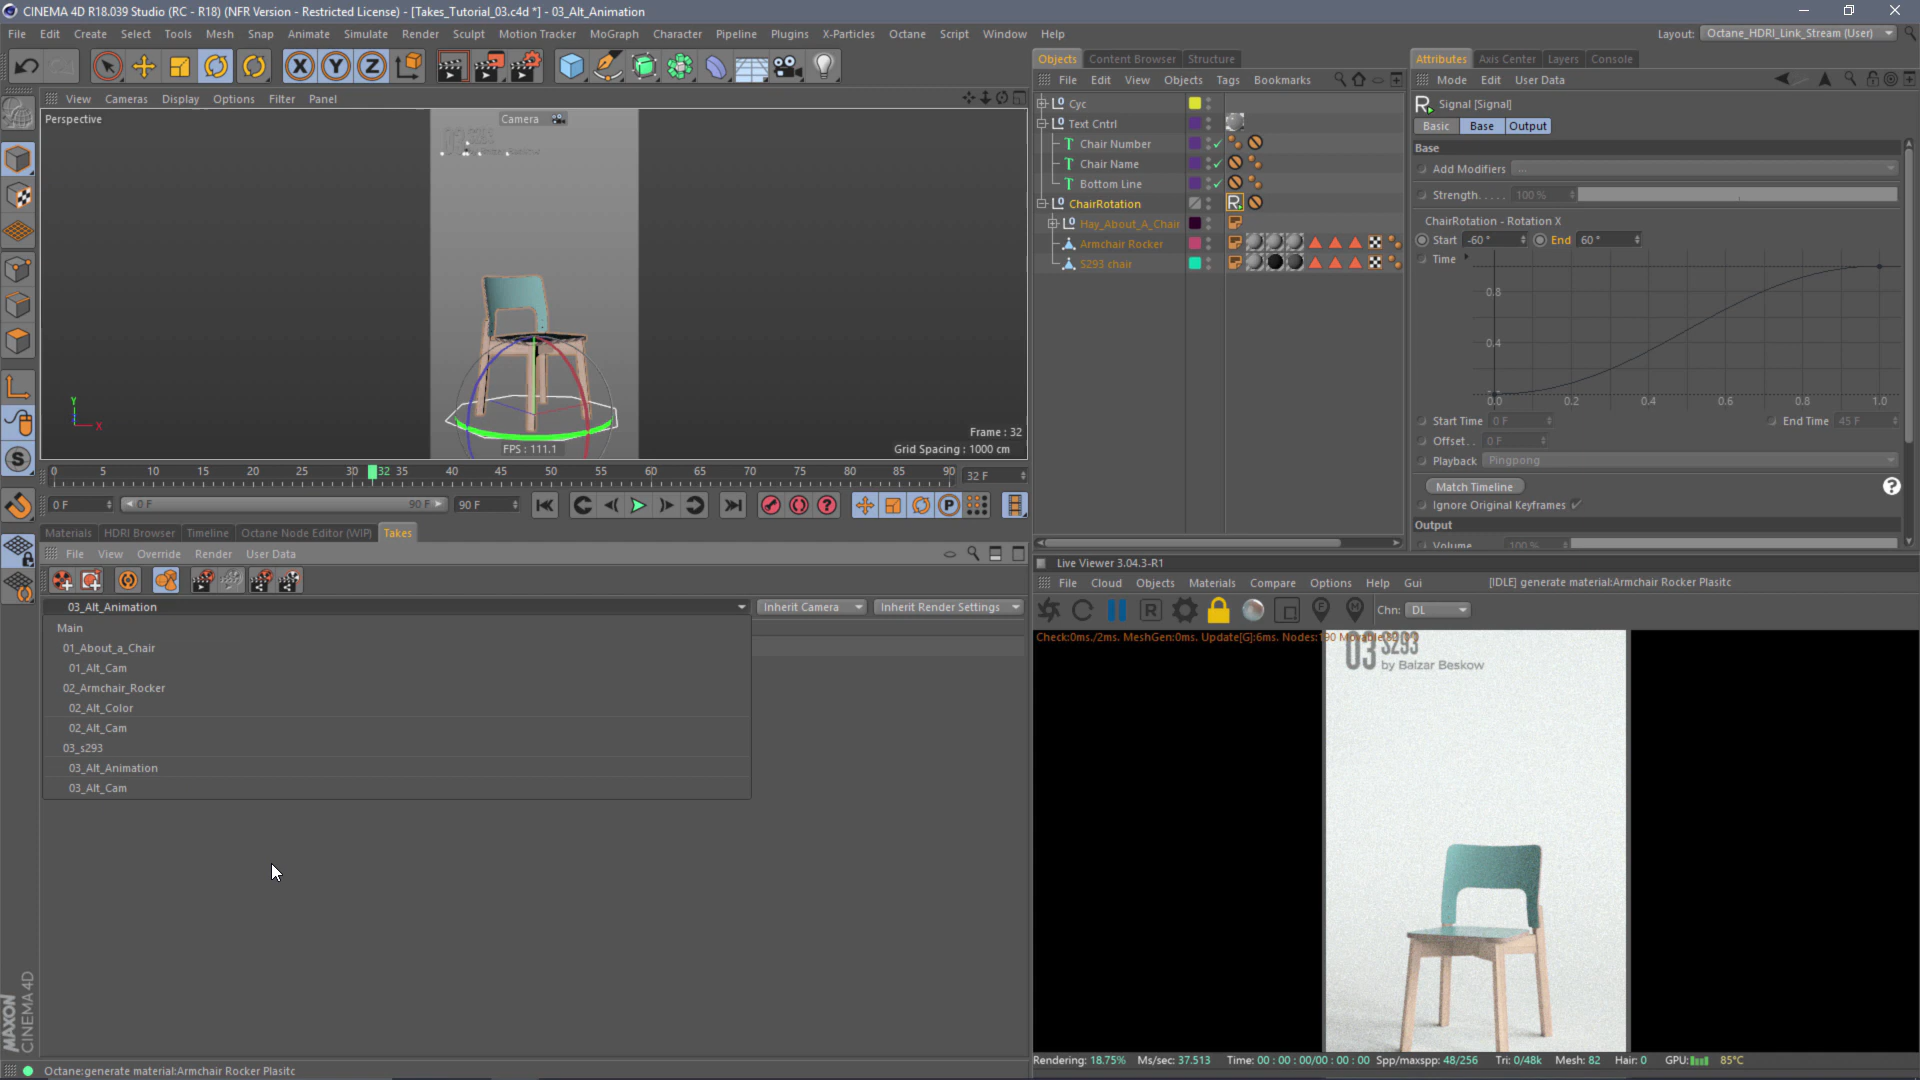 CINEMA 4D R18.039 Studio (RC - R18) (NFR Version - Restricted License) - [Takes_Tutorial_03.c4d *] - 03_Alt_Animation
File Edit Create Select Tools Mesh Snap Animate Simulate Render Sculpt Motion Tracker MoGraph Character Pipeline Plugins X-Particles Octane Script Window Help
Layout: Octane_HDRI_Link_Stream (User)
View Cameras Display Options Filter Panel
Perspective
Camera
Y
X
Frame : 32
FPS : 111.1
Grid Spacing : 1000 cm
0 5 10 15 20 25 30 32 35 40 45 50 55 60 65 70 75 80 85 90
32 F
0 F
0 F
90 F
90 F
Materials HDRI Browser Timeline Octane Node Editor (WIP) Takes
File View Override Render User Data
03_Alt_Animation
Inherit Camera
Inherit Render Settings
Main
01_About_a_Chair
01_Alt_Cam
02_Armchair_Rocker
02_Alt_Color
02_Alt_Cam
03_s293
03_Alt_Animation
03_Alt_Cam
MAXON
CINEMA 4D
Octane:generate material:Armchair Rocker Plasitc
Objects Content Browser Structure
File Edit View Objects Tags Bookmarks
Cyc
Text Cntrl
Chair Number
Chair Name
Bottom Line
ChairRotation
Hay_About_A_Chair
Armchair Rocker
S293 chair
Attributes Axis Center Layers Console
Mode Edit User Data
Signal [Signal]
Basic Base Output
Base
Add Modifiers ...
Strength. . . . . 100 %
ChairRotation - Rotation X
Start -60 ° End 60 °
Time
0.8
0.4
0.0 0.2 0.4 0.6 0.8 1.0
Start Time 0 F End Time 45 F
Offset. . 0 F
Playback Pingpong
Match Timeline
Ignore Original Keyframes
Output
Volume 100 %
Live Viewer 3.04.3-R1
File Cloud Objects Materials Compare Options Help Gui
[IDLE] generate material:Armchair Rocker Plasitc
Chn: DL
Check:0ms./2ms. MeshGen:0ms. Update[G]:6ms. Nodes:190
03 S293
by Balzar Beskow
Rendering: 18.75% Ms/sec: 37.513 Time: 00 : 00 : 00/00 : 00 : 00 Spp/maxspp: 48/256 Tri: 0/48k Mesh: 82 Hair: 0 GPU: 85°C